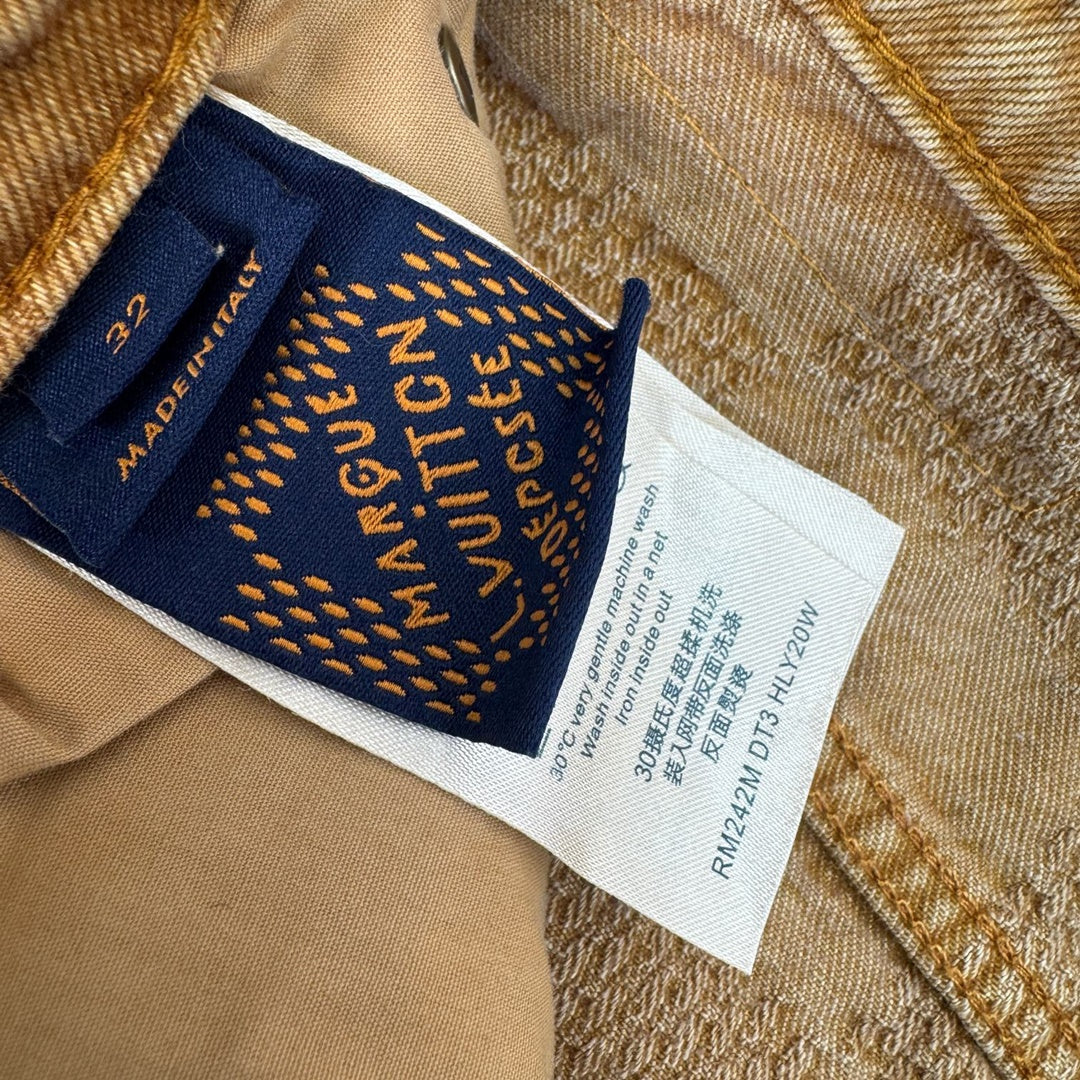 32
MADE IN ITALY
MARQUE
L.VUITTCN
DÉPCSÉE
30°C very gentle machine wash
Wash inside out in a net
Iron inside out
30摄氏度超揉机洗
装入网带反面洗涤
反面熨烫
RM242M DT3 HLY20W